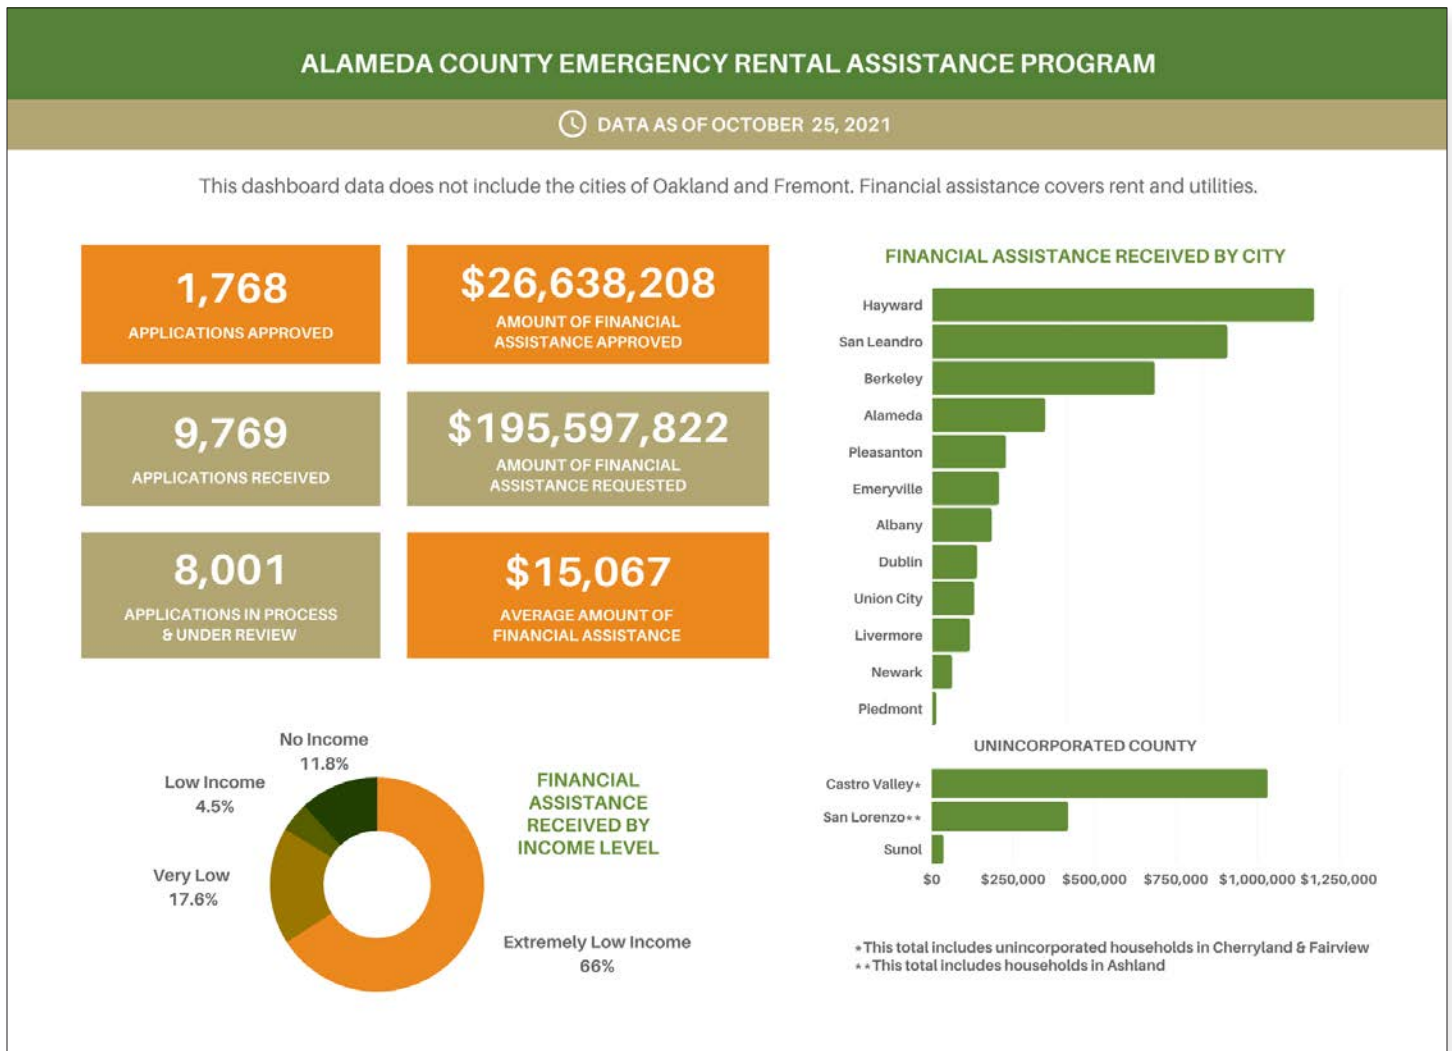 ALAMEDA COUNTY EMERGENCY RENTAL ASSISTANCE PROGRAM
DATA AS OF OCTOBER 25, 2021
This dashboard data does not include the cities of Oakland and Fremont. Financial assistance covers rent and utilities.
1,768
APPLICATIONS APPROVED
$26,638,208
AMOUNT OF FINANCIAL
ASSISTANCE APPROVED
9,769
APPLICATIONS RECEIVED
$195,597,822
AMOUNT OF FINANCIAL
ASSISTANCE REQUESTED
8,001
APPLICATIONS IN PROCESS
& UNDER REVIEW
$15,067
AVERAGE AMOUNT OF
FINANCIAL ASSISTANCE
FINANCIAL ASSISTANCE RECEIVED BY CITY
Hayward
San Leandro
Berkeley
Alameda
Pleasanton
Emeryville
Albany
Dublin
Union City
Livermore
Newark
Piedmont
UNINCORPORATED COUNTY
Castro Valley*
San Lorenzo**
Sunol
$0 $250,000 $500,000 $750,000 $1,000,000 $1,250,000
*This total includes unincorporated households in Cherryland & Fairview
**This total includes households in Ashland
FINANCIAL
ASSISTANCE
RECEIVED BY
INCOME LEVEL
No Income
11.8%
Low Income
4.5%
Very Low
17.6%
Extremely Low Income
66%